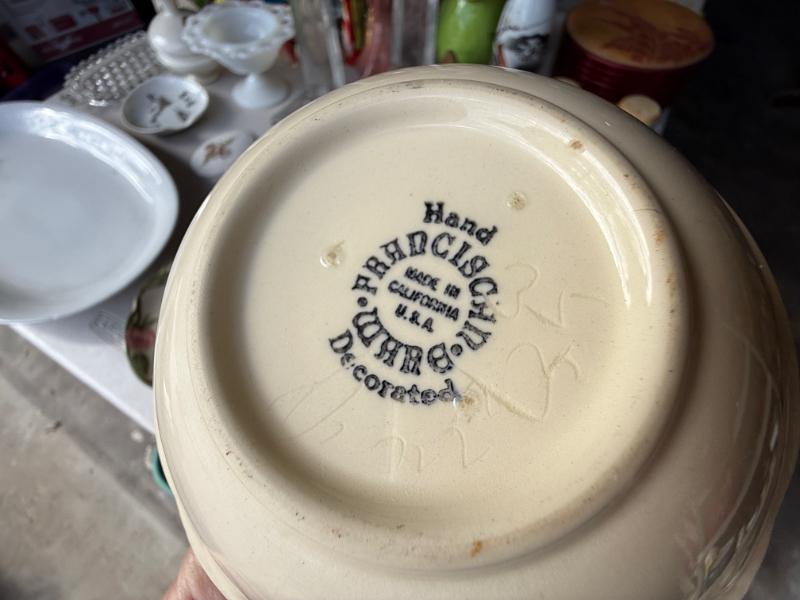 Hand
FRANCISCAN · WARE ·
MADE IN
CALIFORNIA
U.S.A.
Decorated